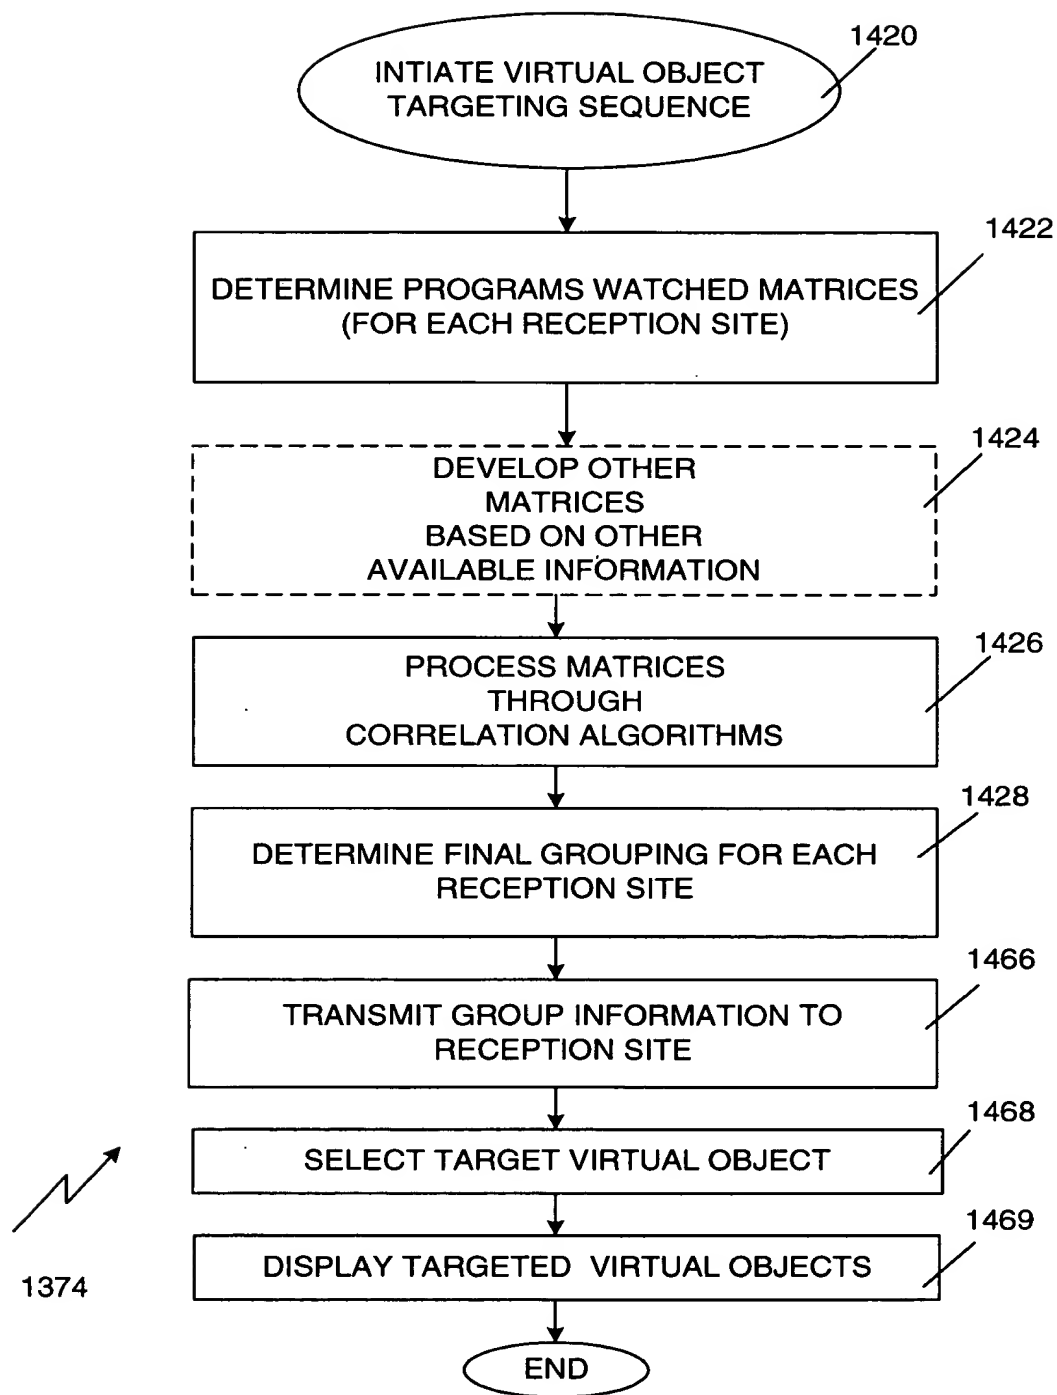 1420
INTIATE VIRTUAL OBJECT
TARGETING SEQUENCE
1422
DETERMINE PROGRAMS WATCHED MATRICES
(FOR EACH RECEPTION SITE)
1424
DEVELOP OTHER
MATRICES
BASED ON OTHER
AVAILABLE INFORMATION
1426
PROCESS MATRICES
THROUGH
CORRELATION ALGORITHMS
1428
DETERMINE FINAL GROUPING FOR EACH
RECEPTION SITE
1466
TRANSMIT GROUP INFORMATION TO
RECEPTION SITE
1468
SELECT TARGET VIRTUAL OBJECT
1469
DISPLAY TARGETED VIRTUAL OBJECTS
1374
END